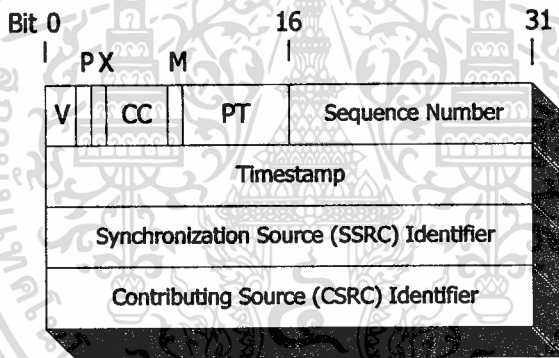 Bit 0 16 31
P X M
V CC PT Sequence Number
Timestamp
Synchronization Source (SSRC) Identifier
Contributing Source (CSRC) Identifier